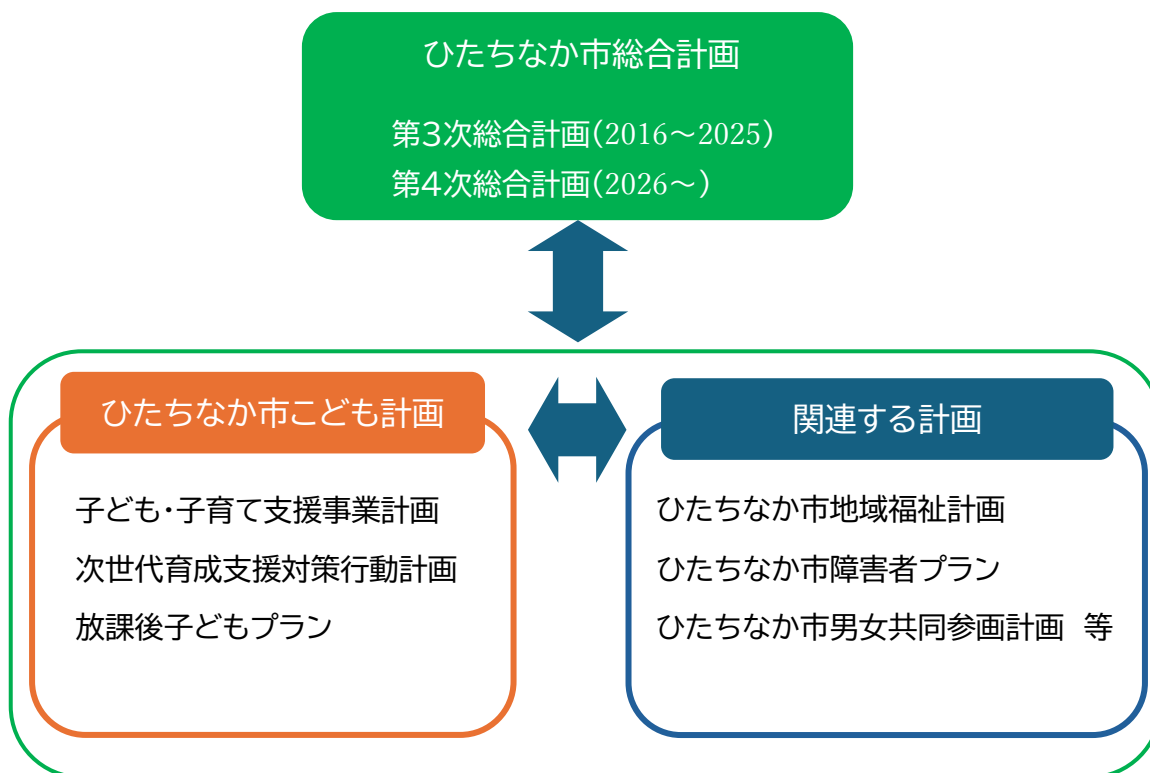 ひたちなか市総合計画
第3次総合計画(2016～2025)
第4次総合計画(2026～)
ひたちなか市こども計画
子ども・子育て支援事業計画
次世代育成支援対策行動計画
放課後子どもプラン
関連する計画
ひたちなか市地域福祉計画
ひたちなか市障害者プラン
ひたちなか市男女共同参画計画　等